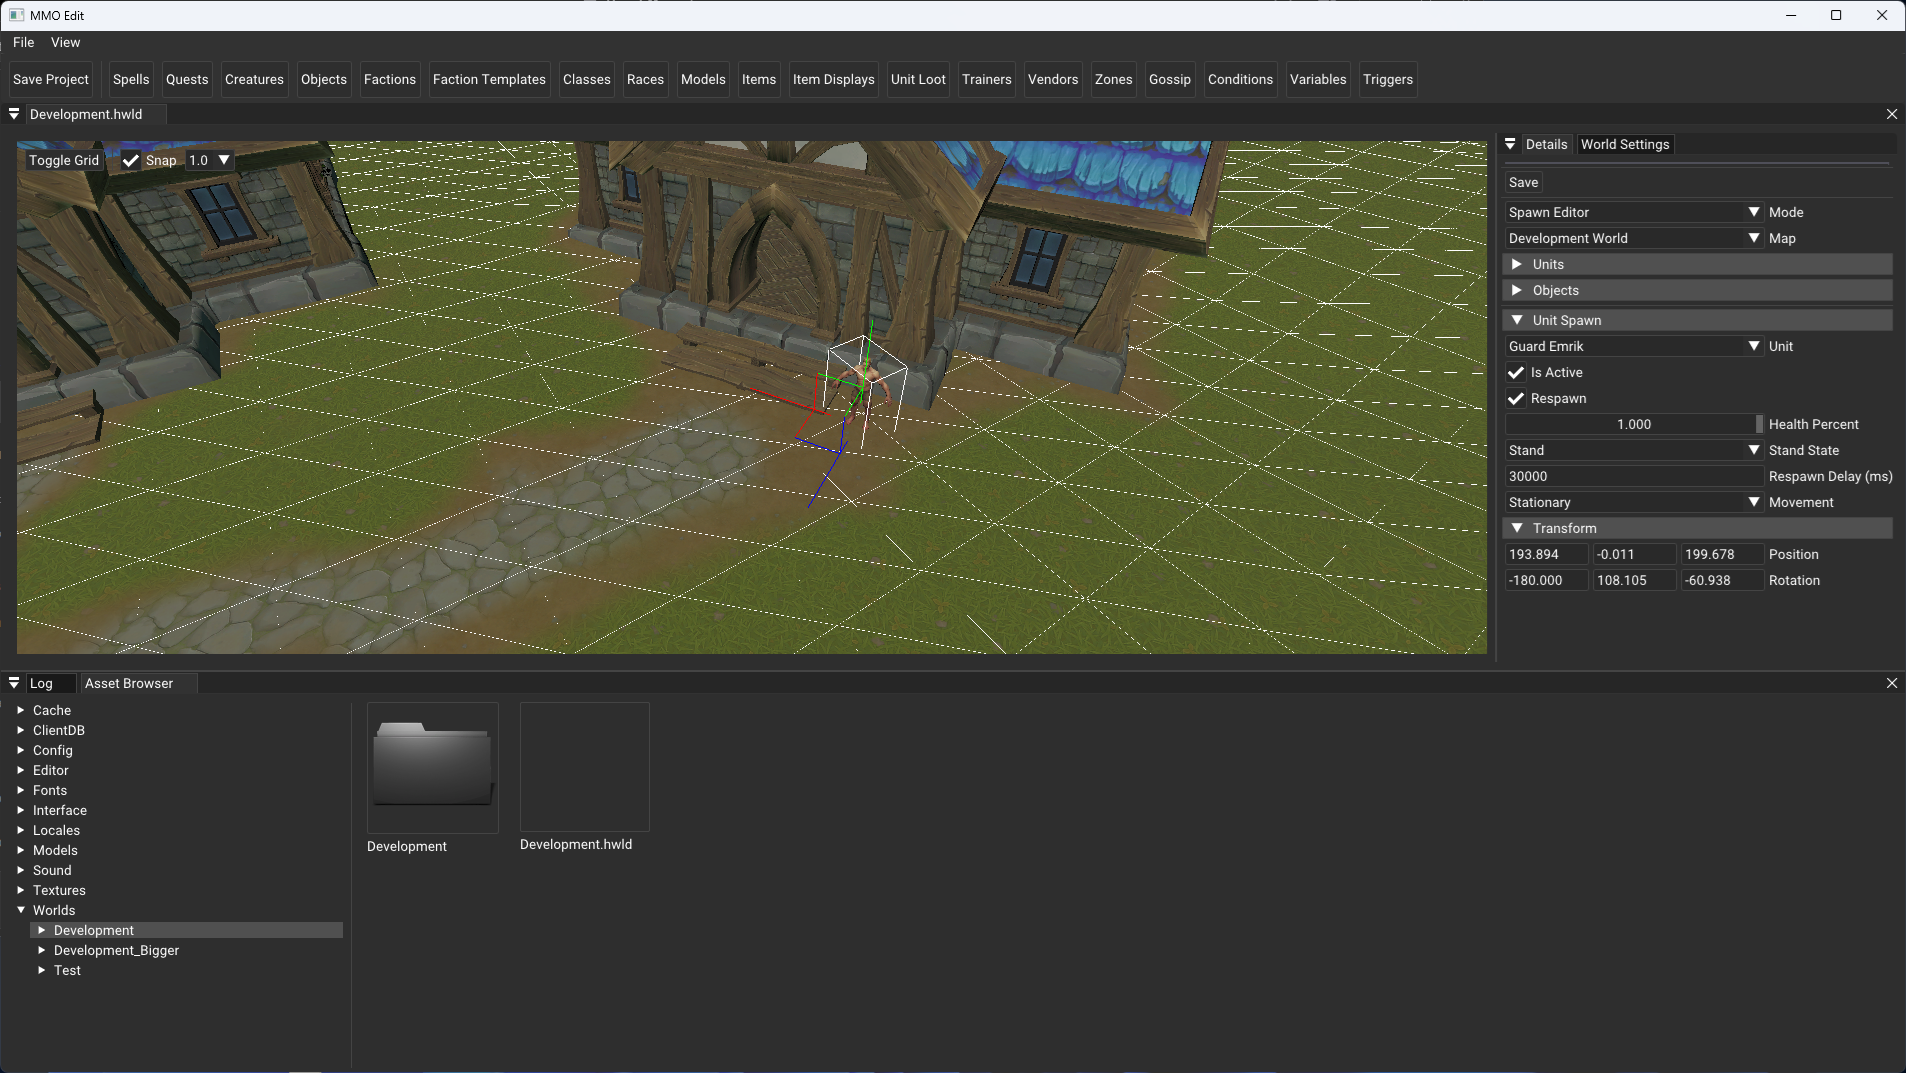 MMO Edit
File View
Save Project Spells Quests Creatures Objects Factions Faction Templates Classes Races Models Items Item Displays Unit Loot Trainers Vendors Zones Gossip Conditions Variables Triggers
Development.hwld
Toggle Grid Snap 1.0
Details World Settings
Save
Spawn Editor Mode
Development World Map
Units
Objects
Unit Spawn
Guard Emrik Unit
Is Active
Respawn
1.000 Health Percent
Stand Stand State
30000 Respawn Delay (ms)
Stationary Movement
Transform
193.894 -0.011 199.678 Position
-180.000 108.105 -60.938 Rotation
Log Asset Browser
Cache
ClientDB
Config
Editor
Fonts
Interface
Locales
Models
Sound
Textures
Worlds
Development
Development_Bigger
Test
Development
Development.hwld